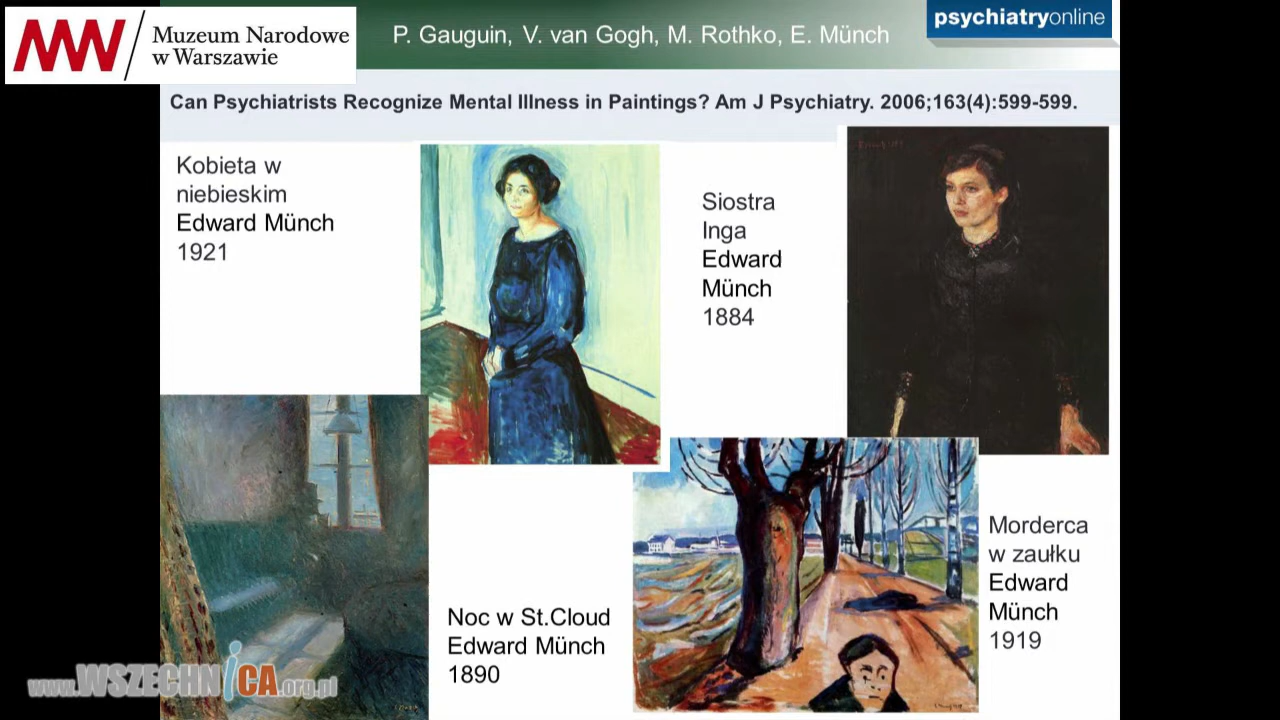 Muzeum Narodowe
w Warszawie
P. Gauguin, V. van Gogh, M. Rothko, E. Münch
psychiatryonline
Can Psychiatrists Recognize Mental Illness in Paintings? Am J Psychiatry. 2006;163(4):599-599.
Kobieta w
niebieskim
Edward Münch
1921
Siostra
Inga
Edward
Münch
1884
Noc w St.Cloud
Edward Münch
1890
Morderca
w zaułku
Edward
Münch
1919
www.WSZECHNICA.org.pl